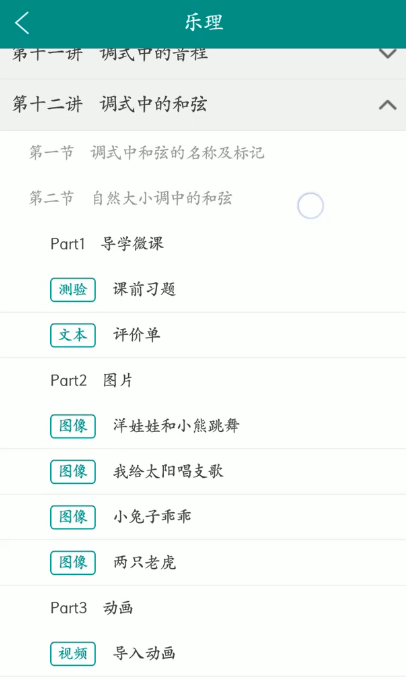 乐理
第十一讲 调式中的音程
第十二讲 调式中的和弦
第一节 调式中和弦的名称及标记
第二节 自然大小调中的和弦
Part1 导学微课
测验 课前习题
文本 评价单
Part2 图片
图像 洋娃娃和小熊跳舞
图像 我给太阳唱支歌
图像 小兔子乖乖
图像 两只老虎
Part3 动画
视频 导入动画